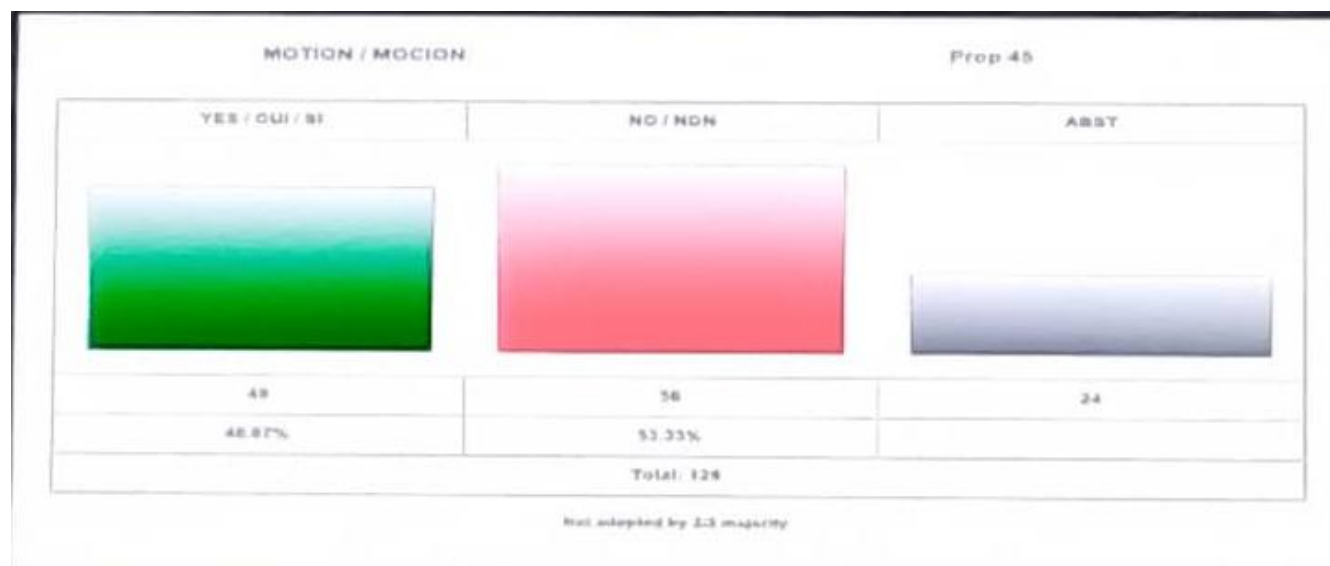 MOTION / MOCION Prop 45
YES / OUI / SI NO / NON ABST
49 56 24
46.67% 53.33%
Total: 129
Not adopted by 2/3 majority